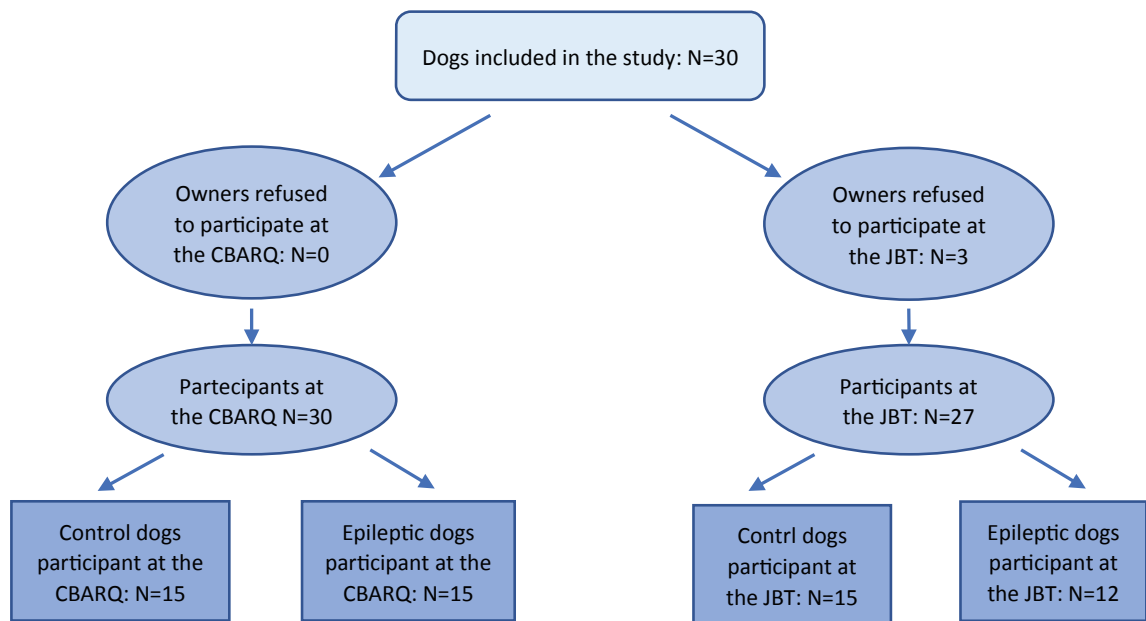 Dogs included in the study: N=30
Owners refused
to participate at
the CBARQ: N=0
Owners refused
to participate at
the JBT: N=3
Partecipants at
the CBARQ N=30
Participants at
the JBT: N=27
Control dogs
participant at the
CBARQ: N=15
Epileptic dogs
participant at the
CBARQ: N=15
Contrl dogs
participant at
the JBT: N=15
Epileptic dogs
participant at
the JBT: N=12